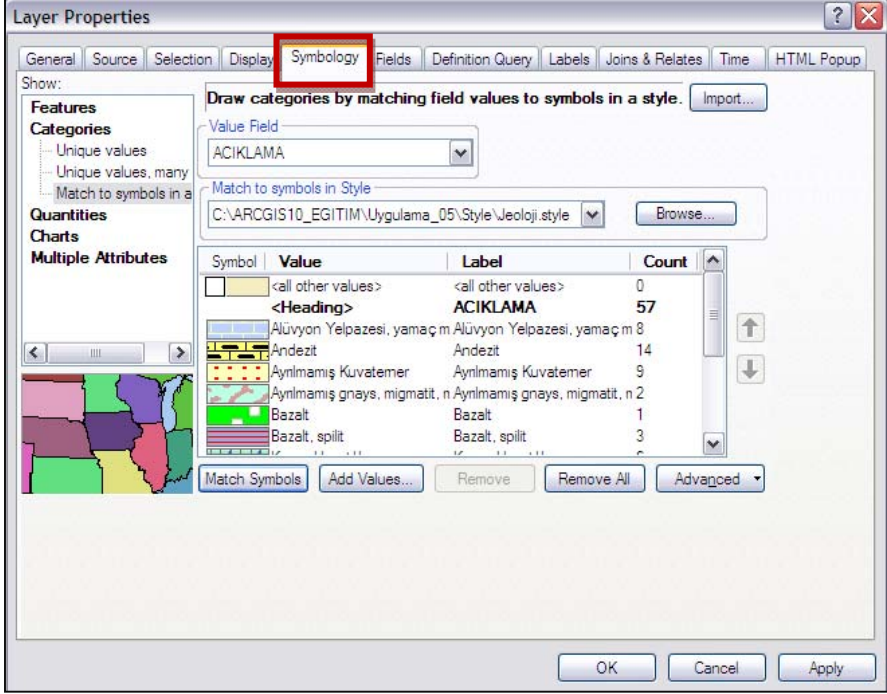 Layer Properties
General Source Selection Display Symbology Fields Definition Query Labels Joins & Relates Time HTML Popup
Show:
Features
Categories
Unique values
Unique values, many
Match to symbols in a
Quantities
Charts
Multiple Attributes
Draw categories by matching field values to symbols in a style. Import...
Value Field
ACIKLAMA
Match to symbols in Style
C:\ARCGIS10_EGITIM\Uygulama_05\Style\Jeoloji.style Browse...
Symbol Value Label Count
<all other values> <all other values> 0
<Heading> ACIKLAMA 57
Alüvyon Yelpazesi, yamaç m Alüvyon Yelpazesi, yamaç m 8
Andezit Andezit 14
Ayrılmamış Kuvaterner Ayrılmamış Kuvaterner 9
Ayrılmamış gnays, migmatit, n Ayrılmamış gnays, migmatit, n 2
Bazalt Bazalt 1
Bazalt, spilit Bazalt, spilit 3
Match Symbols Add Values... Remove Remove All Advanced
OK Cancel Apply